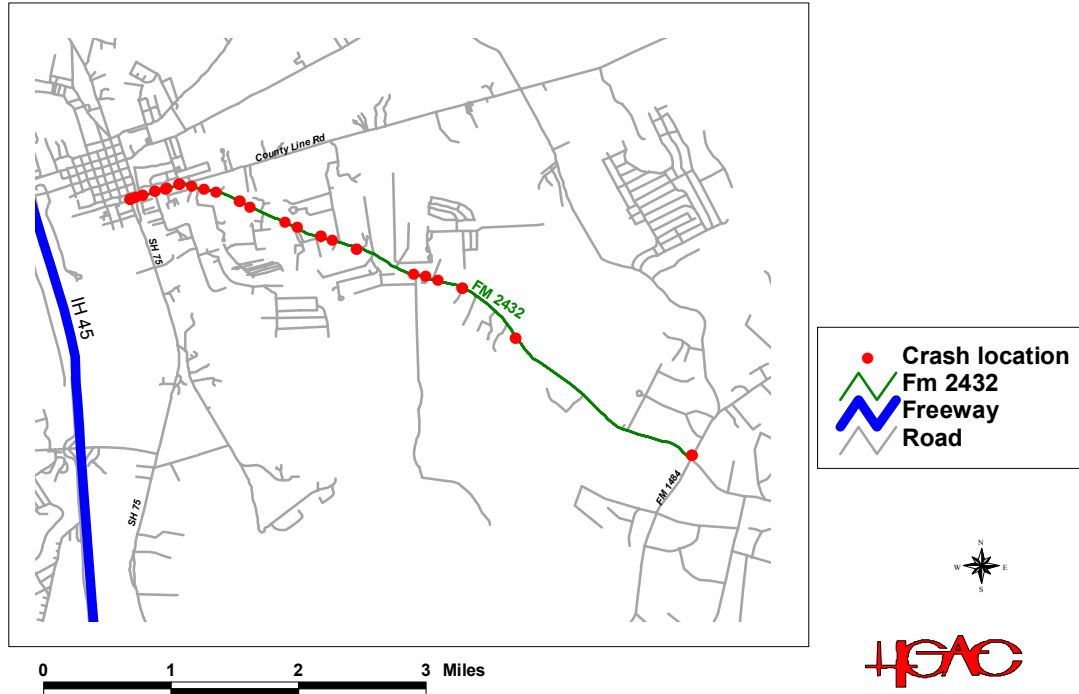 County Line Rd
SH 75
IH 45
FM 2432
FM 1484
SH 75
Crash location
Fm 2432
Freeway
Road
N
W E
S
0 1 2 3 Miles
HGAC